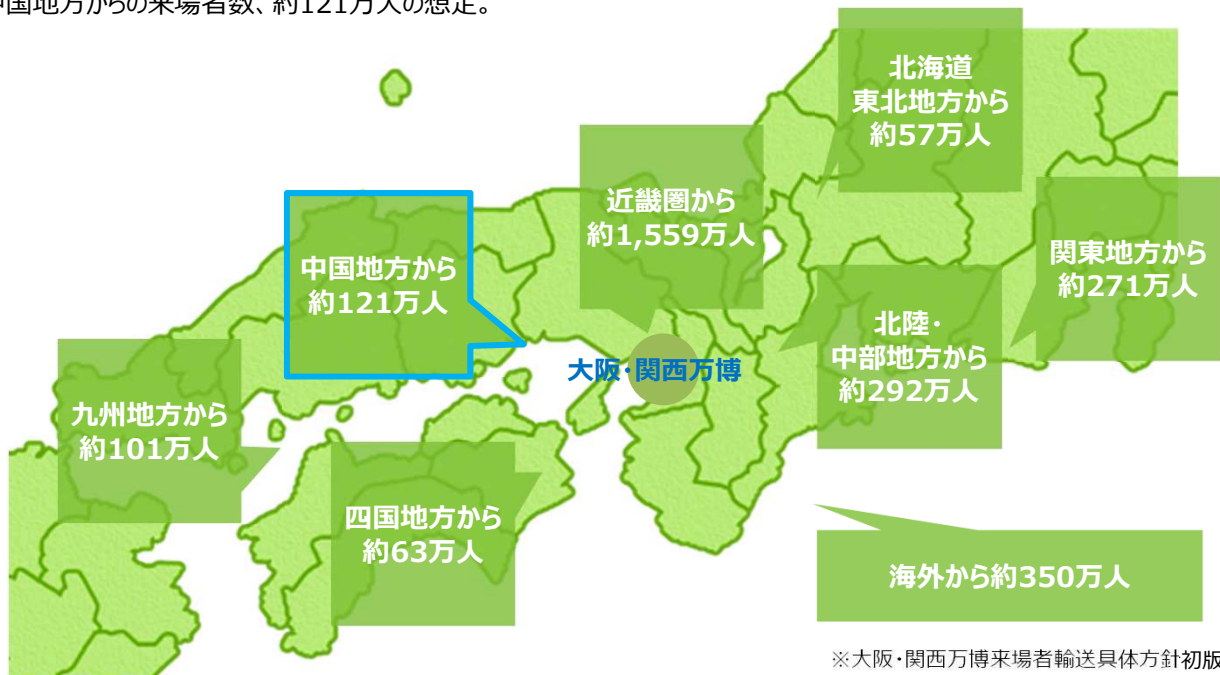 中国地方からの来場者数、約121万人の想定。
北海道
東北地方から
約57万人
近畿圏から
約1,559万人
中国地方から
約121万人
関東地方から
約271万人
北陸・
中部地方から
約292万人
大阪・関西万博
九州地方から
約101万人
四国地方から
約63万人
海外から約350万人
※大阪・関西万博来場者輸送具体方針初版